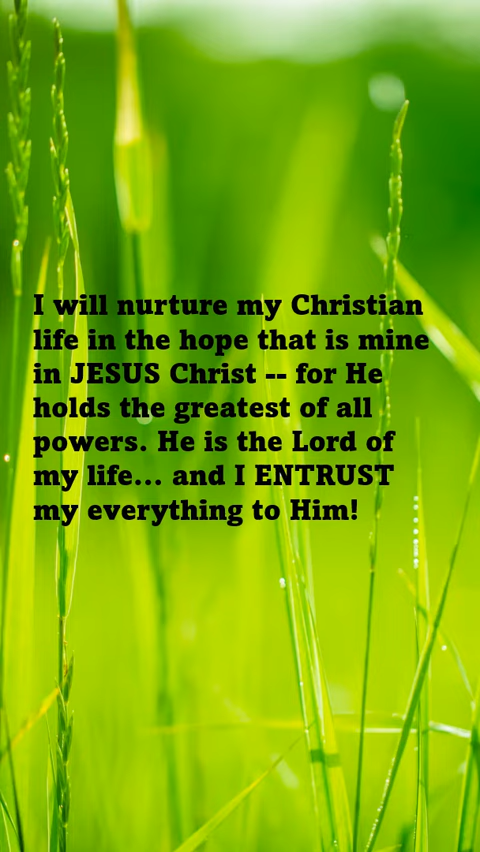 I will nurture my Christian
life in the hope that is mine
in JESUS Christ -- for He
holds the greatest of all
powers. He is the Lord of
my life... and I ENTRUST
my everything to Him!